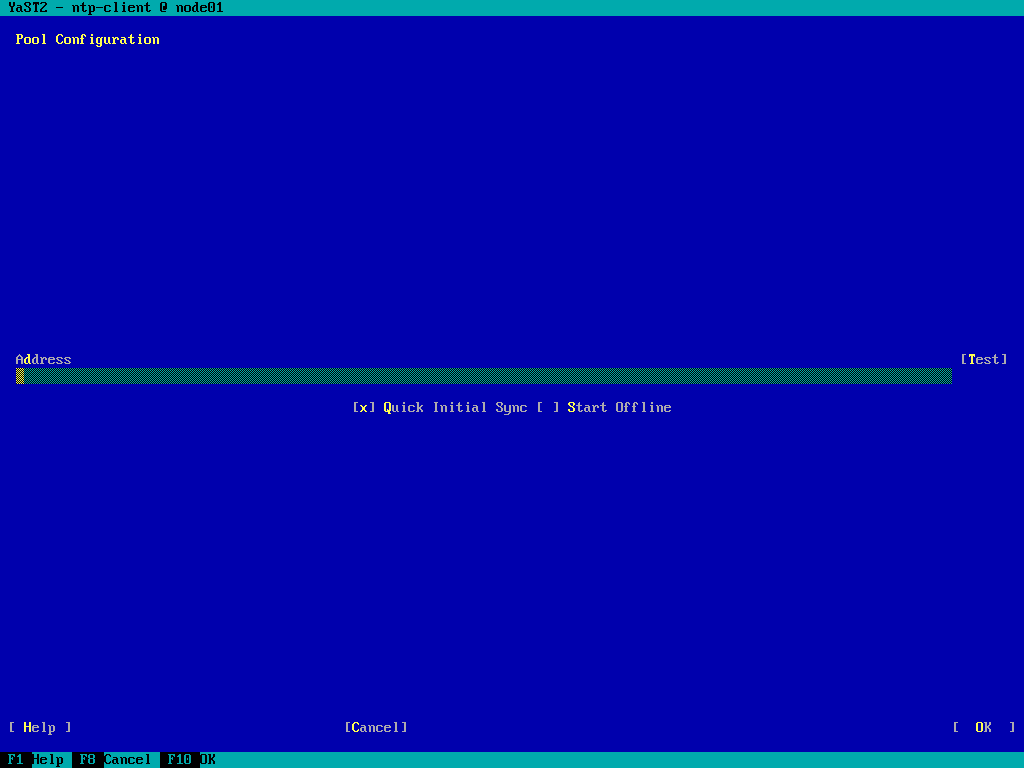 YaST2 - ntp-client @ node01
Pool Configuration
Address [Test]
[x] Quick Initial Sync [ ] Start Offline
[ Help ] [Cancel] [ OK ]
F1 Help F8 Cancel F10 OK